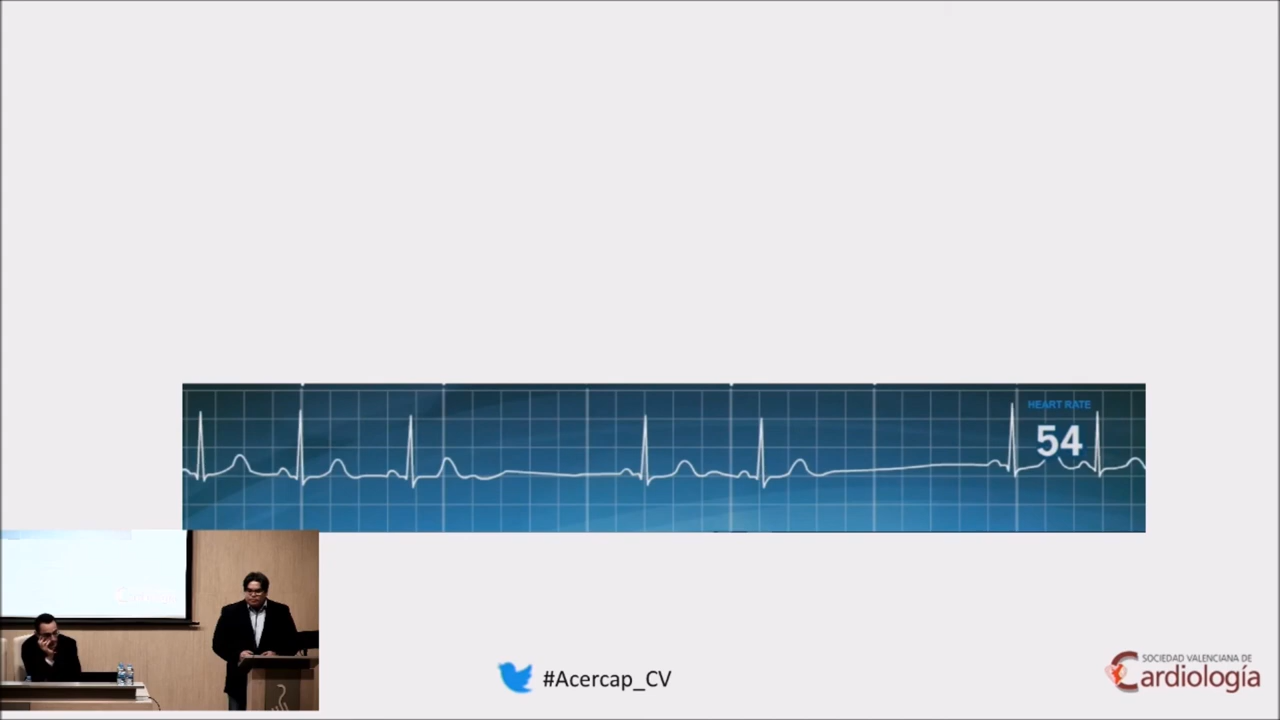 HEART RATE
54
#Acercap_CV
SOCIEDAD VALENCIANA DE
Cardiología